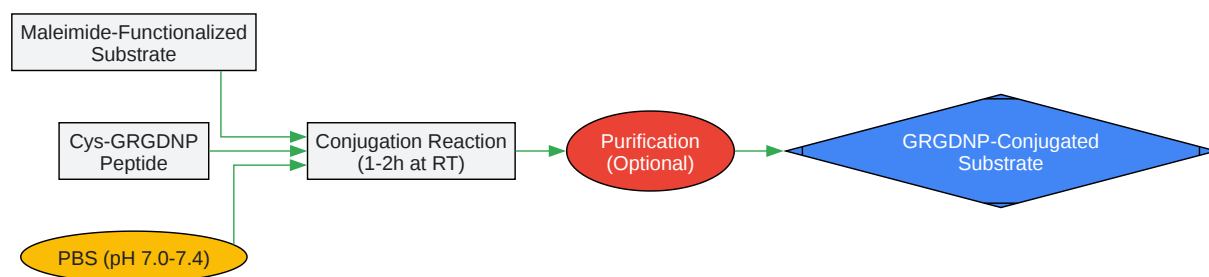 Maleimide-Functionalized
Substrate
Cys-GRGDNP
Peptide
PBS (pH 7.0-7.4)
Conjugation Reaction
(1-2h at RT)
Purification
(Optional)
GRGDNP-Conjugated
Substrate